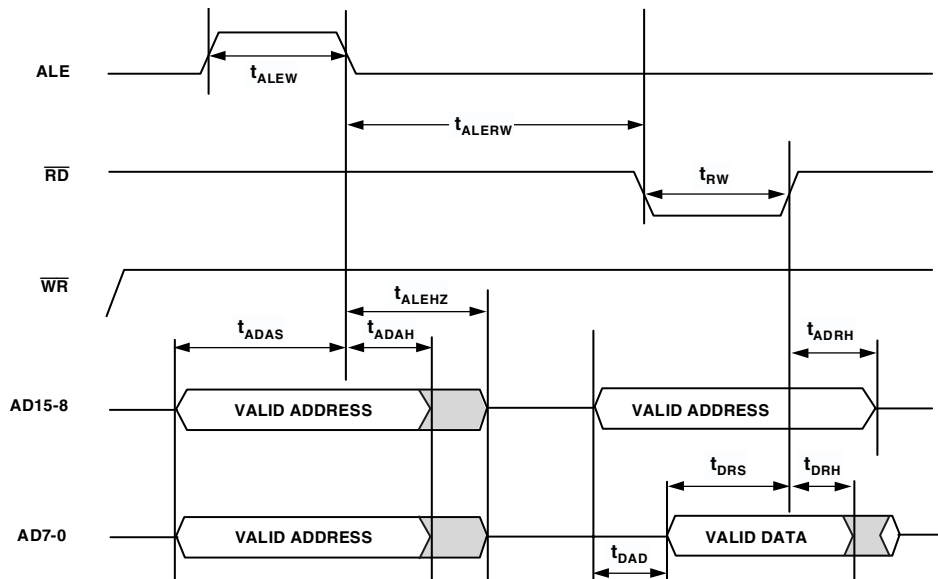 ALE
tALEW
tALERW
RD
tRW
WR
tALEHZ
tADAS
tADAH
tADRH
AD15-8
VALID ADDRESS
VALID ADDRESS
tDRS
tDRH
AD7-0
VALID ADDRESS
VALID DATA
tDAD